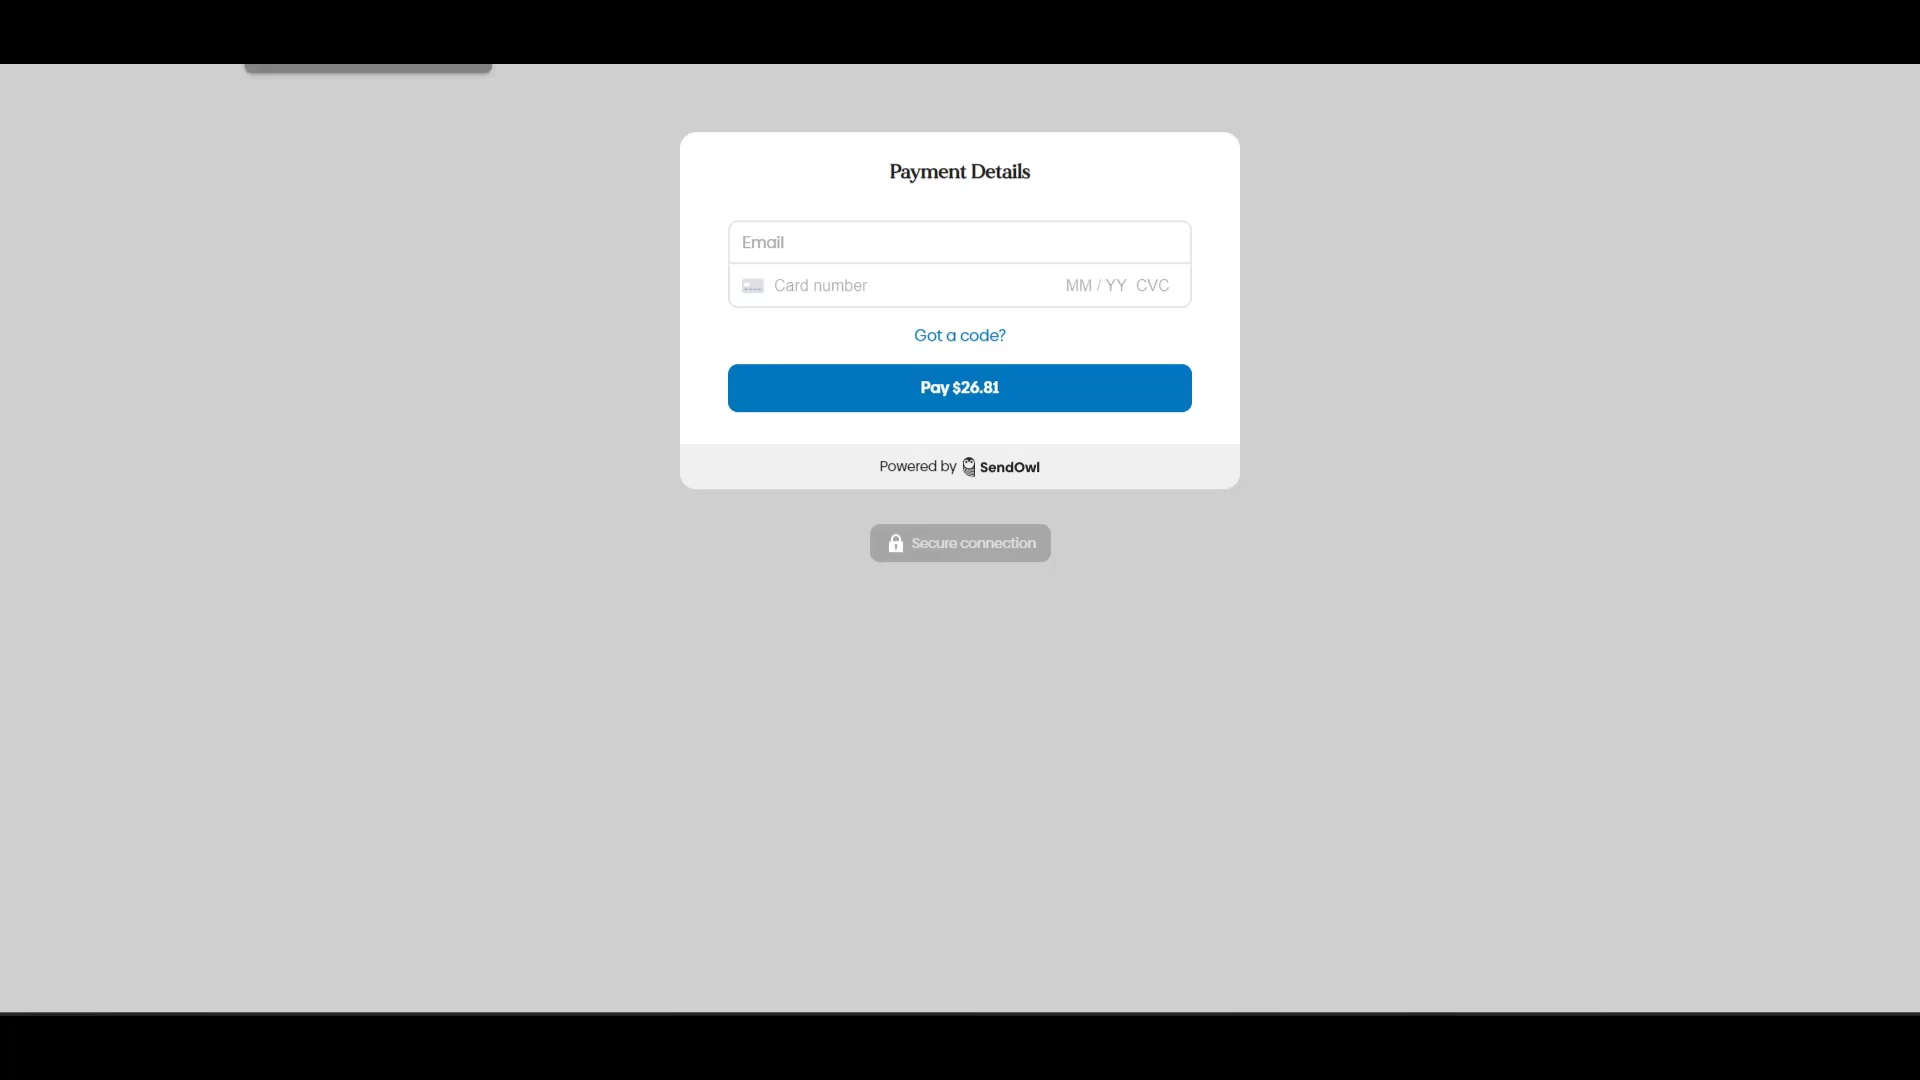 Payment Details
Email
Card number MM / YY CVC
Got a code?
Pay $26.81
Powered by SendOwl
Secure connection